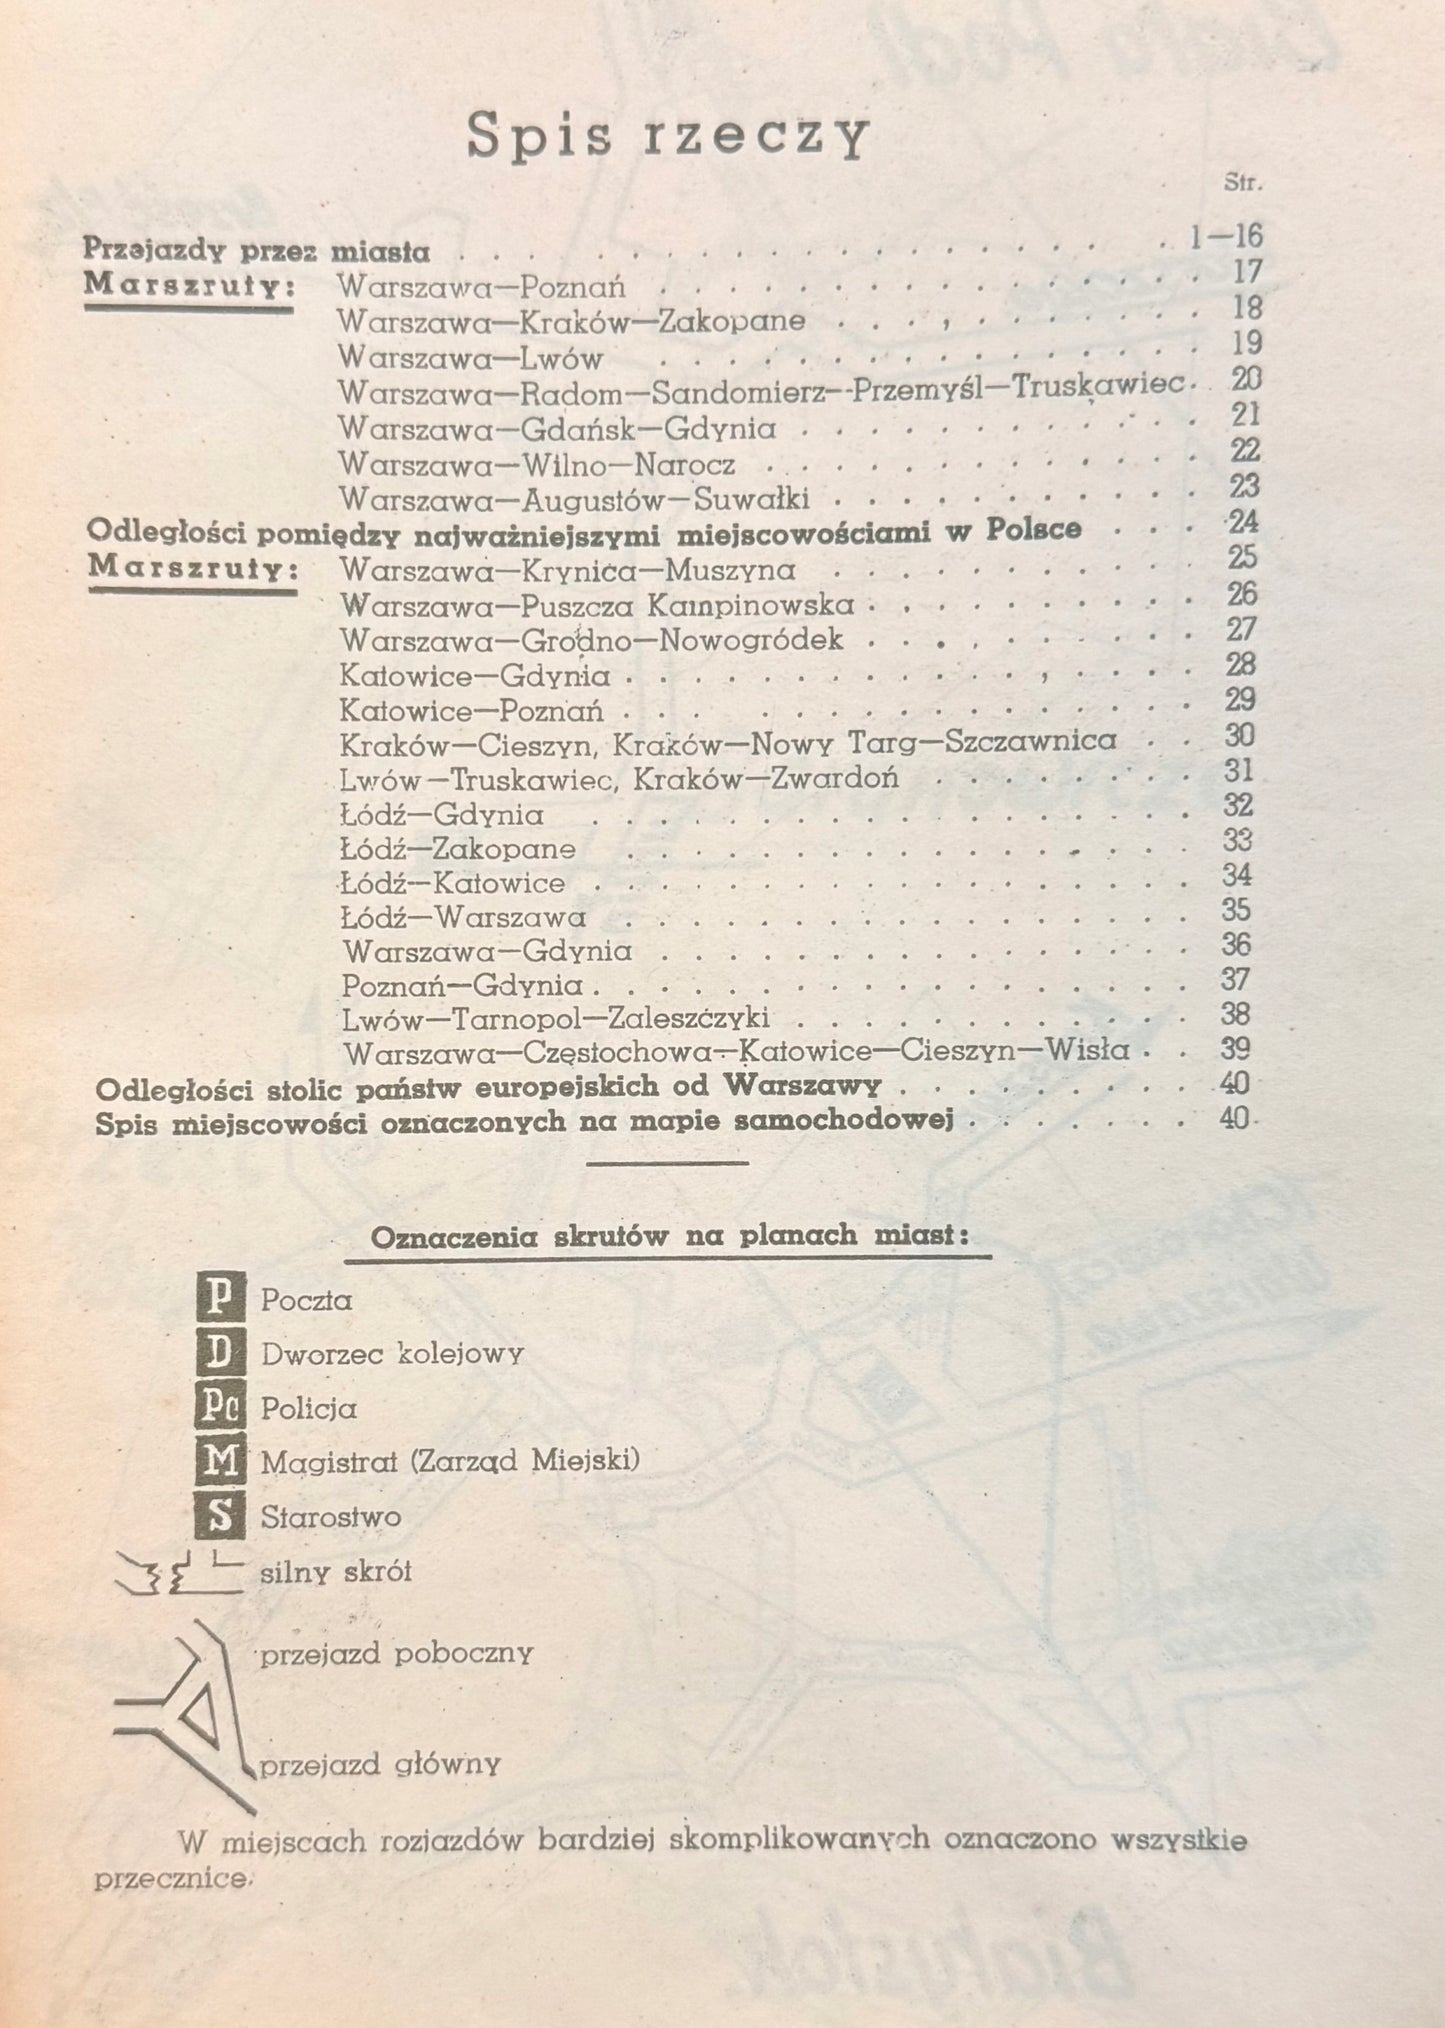 Spis rzeczy
Str.
Przejazdy przez miasta . . . . . . . . . . . . . . . . . . . . 1—16
Marszruty: Warszawa—Poznań . . . . . . . . . . . . . . . . 17
Warszawa—Kraków—Zakopane . . . , . . . . . . . 18
Warszawa—Lwów . . . . . . . . . . . . . . . . 19
Warszawa—Radom—Sandomierz--Przemyśl—Truskawiec . . 20
Warszawa—Gdańsk—Gdynia . . . . . . . . . . . . 21
Warszawa—Wilno—Narocz . . . . . . . . . . . . . 22
Warszawa—Augustów—Suwałki . . . . . . . . . . . 23
Odległości pomiędzy najważniejszymi miejscowościami w Polsce . . . 24
Marszruty: Warszawa—Krynica—Muszyna . . . . . . . . . . . 25
Warszawa—Puszcza Kampinowska . . . . . . . . . . 26
Warszawa—Grodno—Nowogródek . . . . . . . . . . 27
Katowice—Gdynia . . . . . . . . . . . . , . . . . 28
Katowice—Poznań . . . . . . . . . . . . . . . . 29
Kraków—Cieszyn, Kraków—Nowy Targ—Szczawnica . . 30
Lwów—Truskawiec, Kraków—Zwardoń . . . . . . . . 31
Łódź—Gdynia . . . . . . . . . . . . . . . . . . 32
Łódź—Zakopane . . . . . . . . . . . . . . . . . 33
Łódź—Katowice . . . . . . . . . . . . . . . . . . 34
Łódź—Warszawa . . . . . . . . . . . . . . . . . 35
Warszawa—Gdynia . . . . . . . . . . . . . . . . 36
Poznań—Gdynia . . . . . . . . . . . . . . . . . . 37
Lwów—Tarnopol—Zaleszczyki . . . . . . . . . . . . 38
Warszawa—Częstochowa—Katowice—Cieszyn—Wisła . . 39
Odległości stolic państw europejskich od Warszawy . . . . . . . . . 40
Spis miejscowości oznaczonych na mapie samochodowej . . . . . . . 40
Oznaczenia skrutów na planach miast:
P Poczta
D Dworzec kolejowy
Pc Policja
M Magistrat (Zarząd Miejski)
S Starostwo
silny skrót
przejazd poboczny
przejazd główny
W miejscach rozjazdów bardziej skomplikowanych oznaczono wszystkie
przecznice.